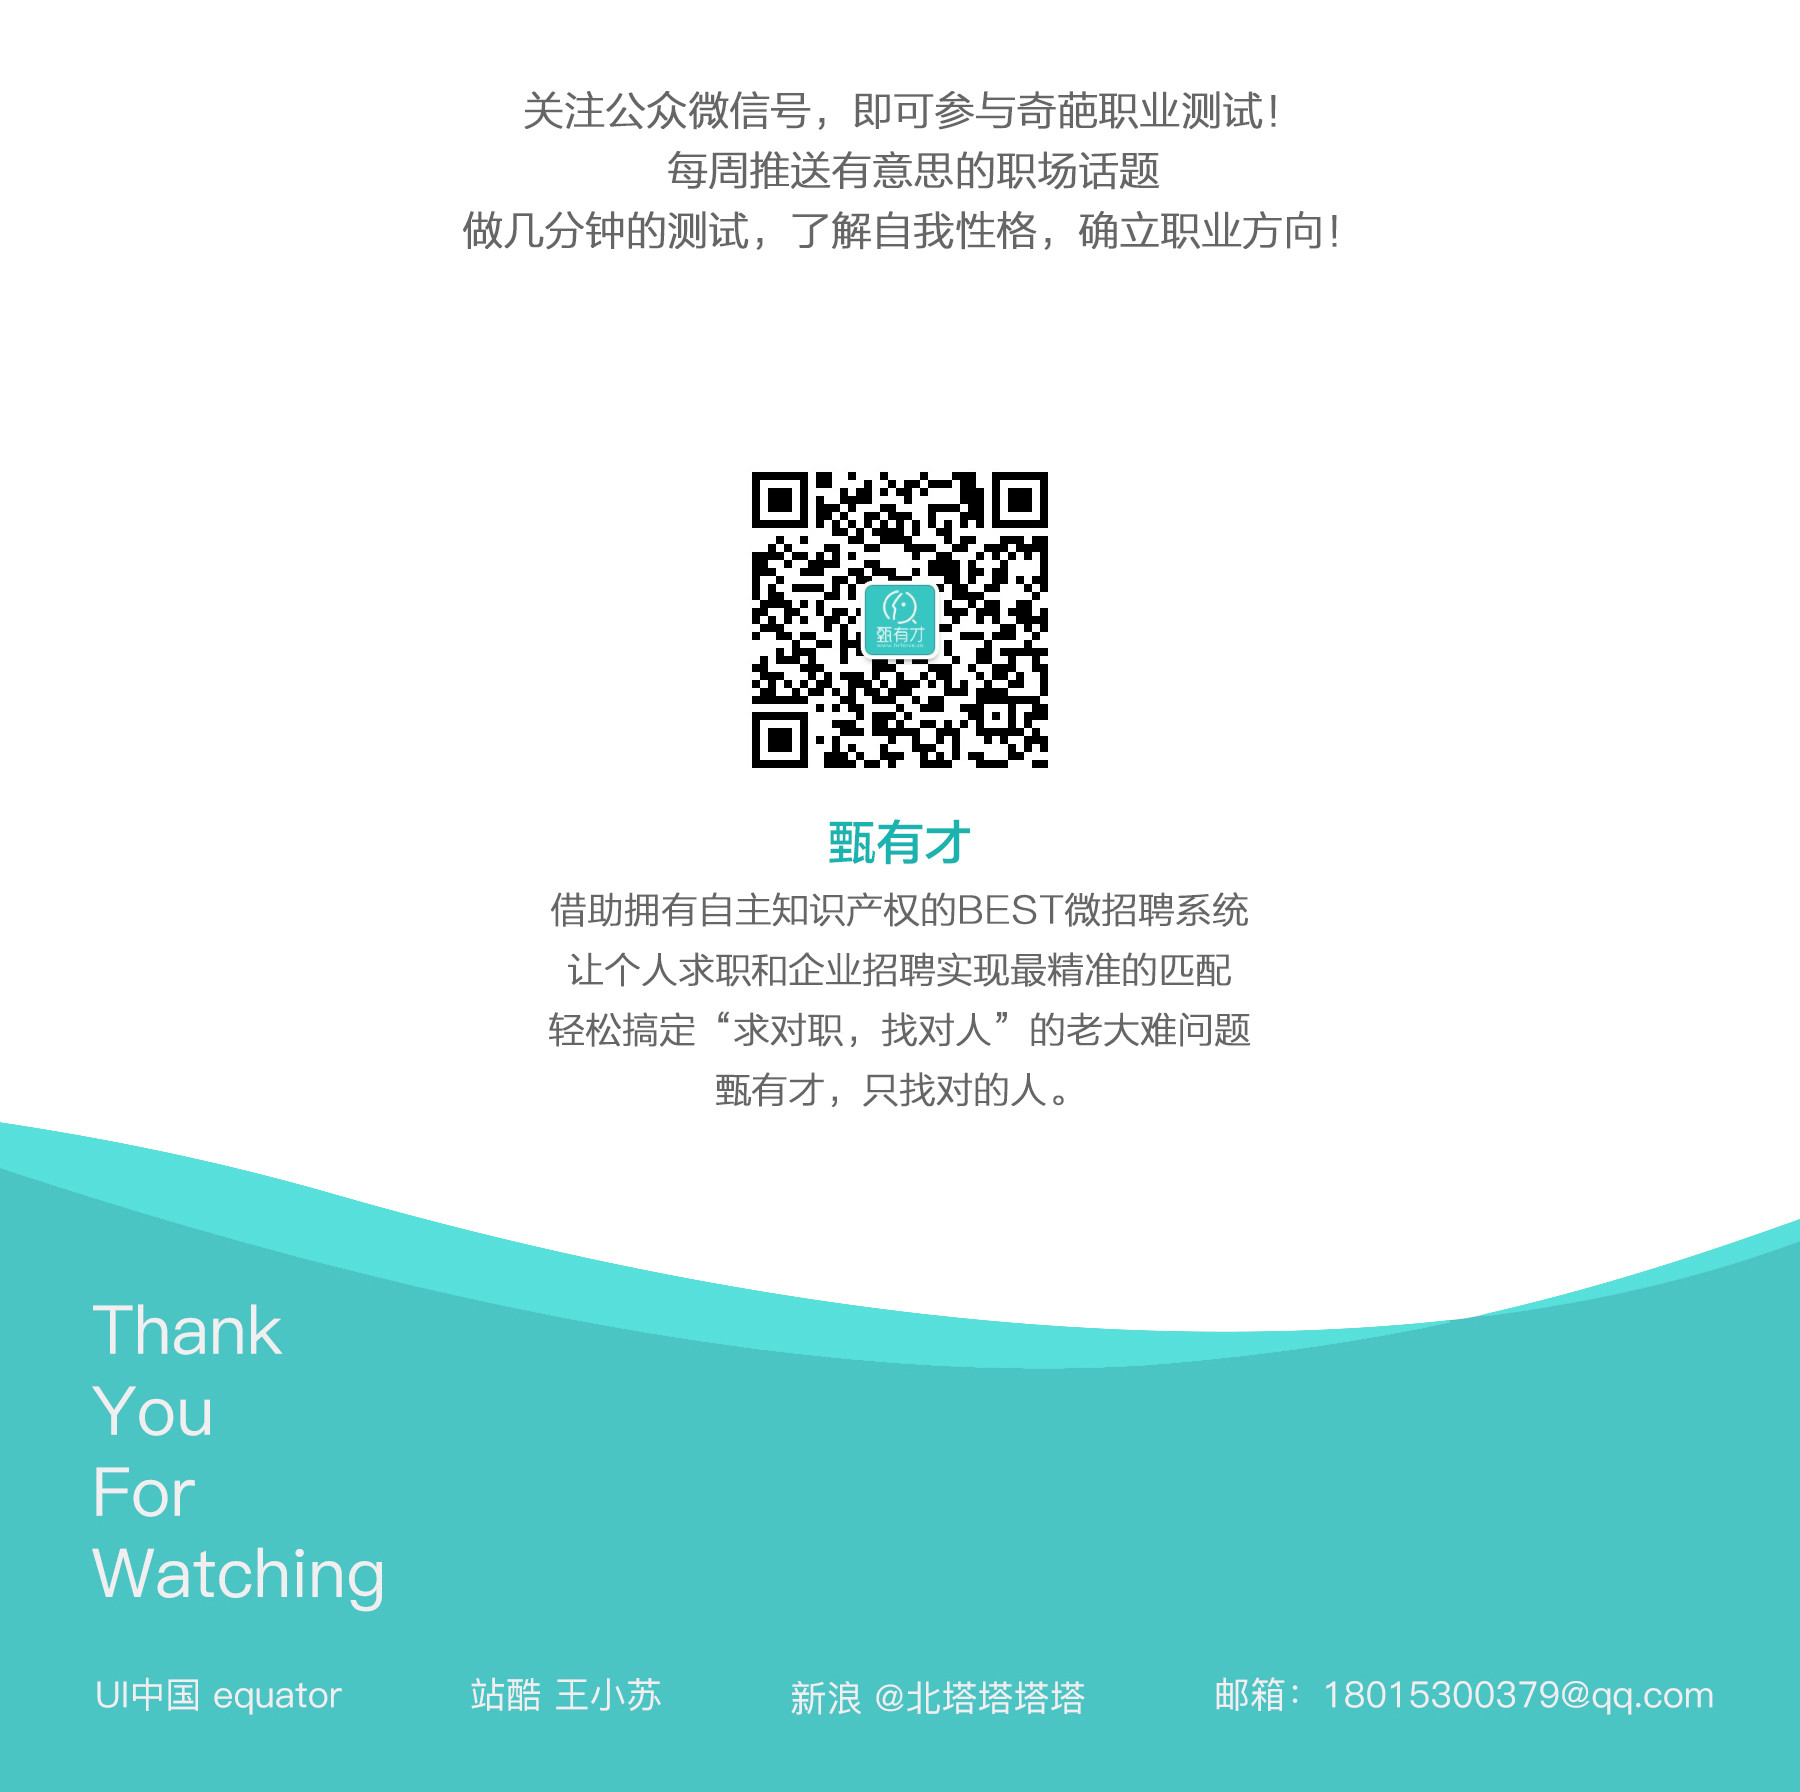 关注公众微信号，即可参与奇葩职业测试！
每周推送有意思的职场话题
做几分钟的测试，了解自我性格，确立职业方向！
甄有才
甄有才
借助拥有自主知识产权的BEST微招聘系统
让个人求职和企业招聘实现最精准的匹配
轻松搞定“求对职，找对人”的老大难问题
甄有才，只找对的人。
Thank
You
For
Watching
UI中国 equator
站酷 王小苏
新浪 @北塔塔塔塔
邮箱：18015300379@qq.com